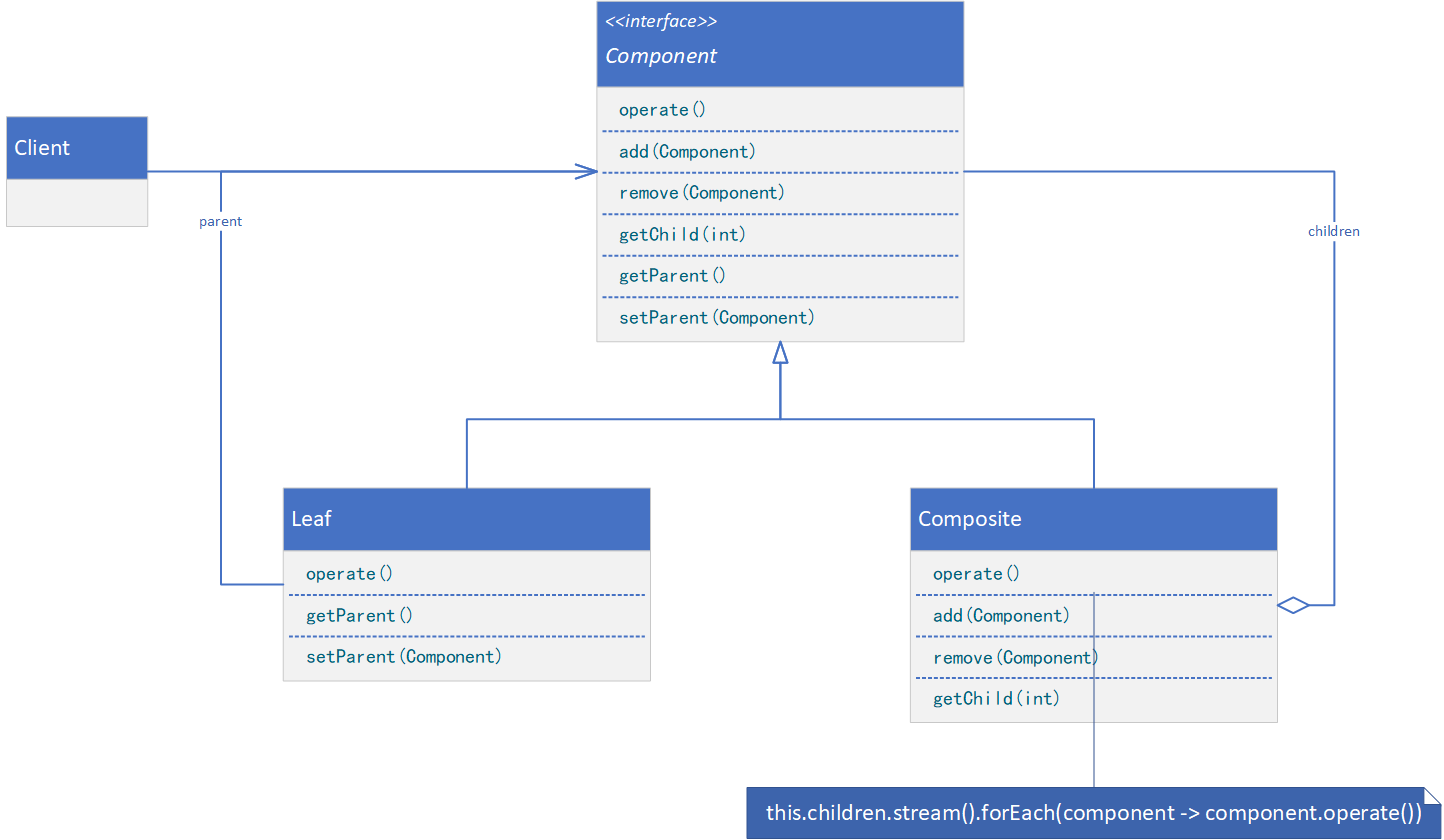 <<interface>>
Component
operate()
add(Component)
remove(Component)
getChild(int)
getParent()
setParent(Component)
Client
parent
children
Leaf
operate()
getParent()
setParent(Component)
Composite
operate()
add(Component)
remove(Component)
getChild(int)
this.children.stream().forEach(component -> component.operate())